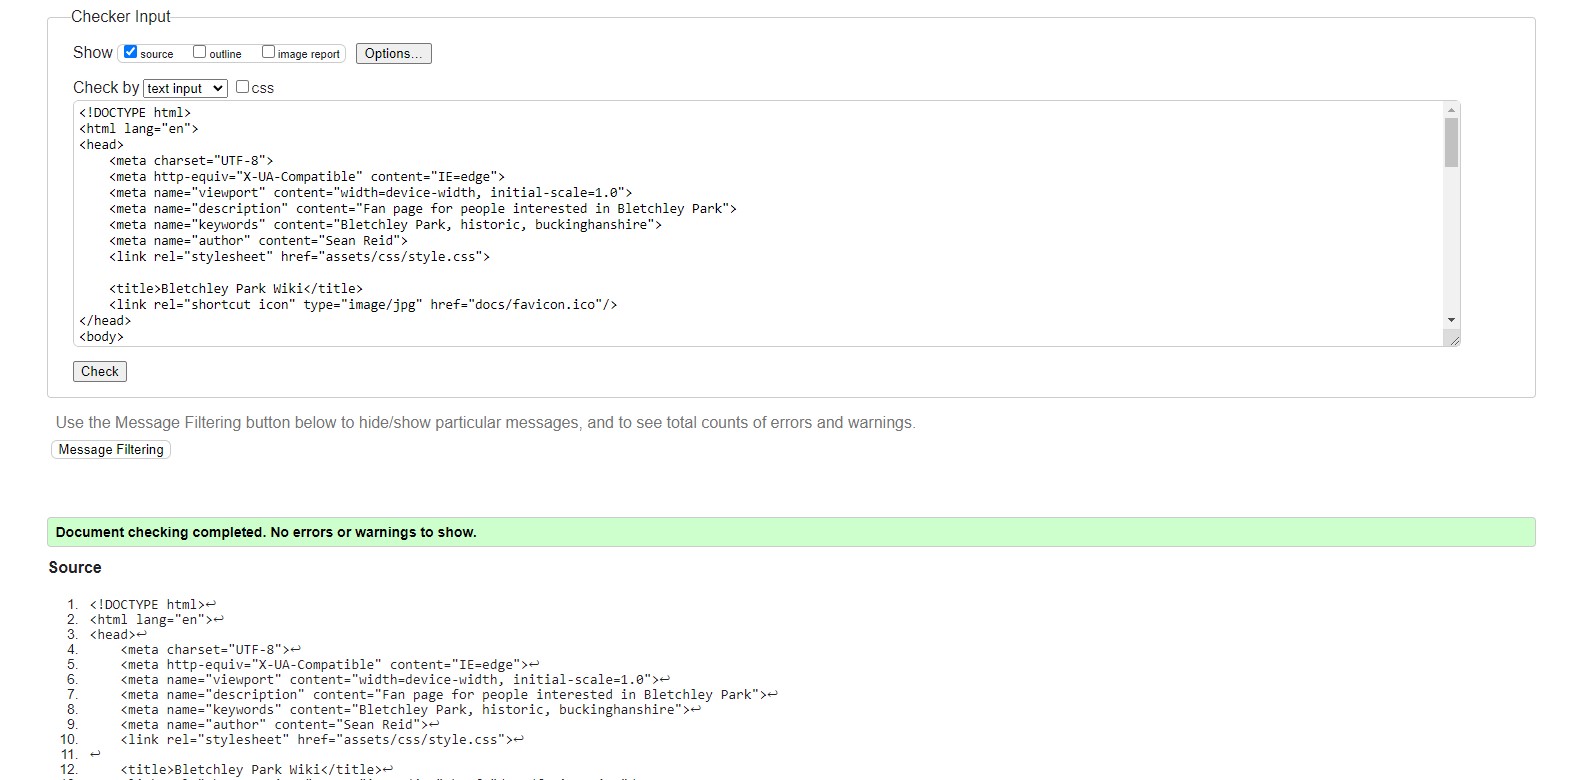 Checker Input
Show source outline image report Options...
Check by text input css
<!DOCTYPE html>
<html lang="en">
<head>
    <meta charset="UTF-8">
    <meta http-equiv="X-UA-Compatible" content="IE=edge">
    <meta name="viewport" content="width=device-width, initial-scale=1.0">
    <meta name="description" content="Fan page for people interested in Bletchley Park">
    <meta name="keywords" content="Bletchley Park, historic, buckinghanshire">
    <meta name="author" content="Sean Reid">
    <link rel="stylesheet" href="assets/css/style.css">
    <title>Bletchley Park Wiki</title>
    <link rel="shortcut icon" type="image/jpg" href="docs/favicon.ico"/>
</head>
<body>
Check
Use the Message Filtering button below to hide/show particular messages, and to see total counts of errors and warnings.
Message Filtering
Document checking completed. No errors or warnings to show.
Source
1. <!DOCTYPE html>↩
2. <html lang="en">↩
3. <head>↩
4.     <meta charset="UTF-8">↩
5.     <meta http-equiv="X-UA-Compatible" content="IE=edge">↩
6.     <meta name="viewport" content="width=device-width, initial-scale=1.0">↩
7.     <meta name="description" content="Fan page for people interested in Bletchley Park">↩
8.     <meta name="keywords" content="Bletchley Park, historic, buckinghanshire">↩
9.     <meta name="author" content="Sean Reid">↩
10.     <link rel="stylesheet" href="assets/css/style.css">↩
11. ↩
12.     <title>Bletchley Park Wiki</title>↩